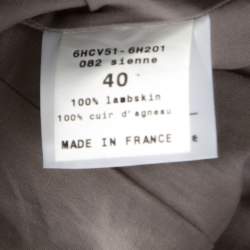 6HCV51-6H201
082 sienne
40
100% lambskin
100% cuir d'agneau
MADE IN FRANCE